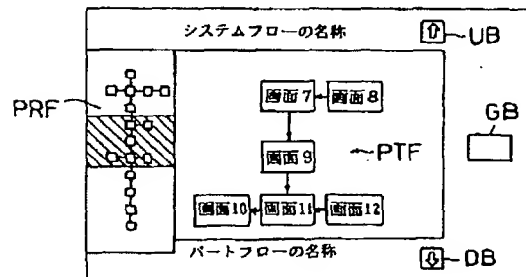 システムフローの名称
UB
PRF
画面7
画面8
GB
画面9
PTF
画面10
画面11
画面12
パートフローの名称
DB